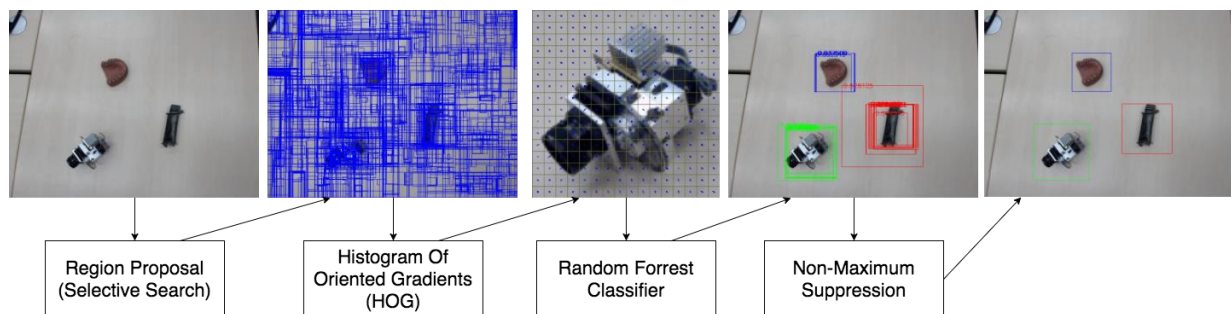 Region Proposal
(Selective Search)
Histogram Of
Oriented Gradients
(HOG)
Random Forrest
Classifier
Non-Maximum
Suppression